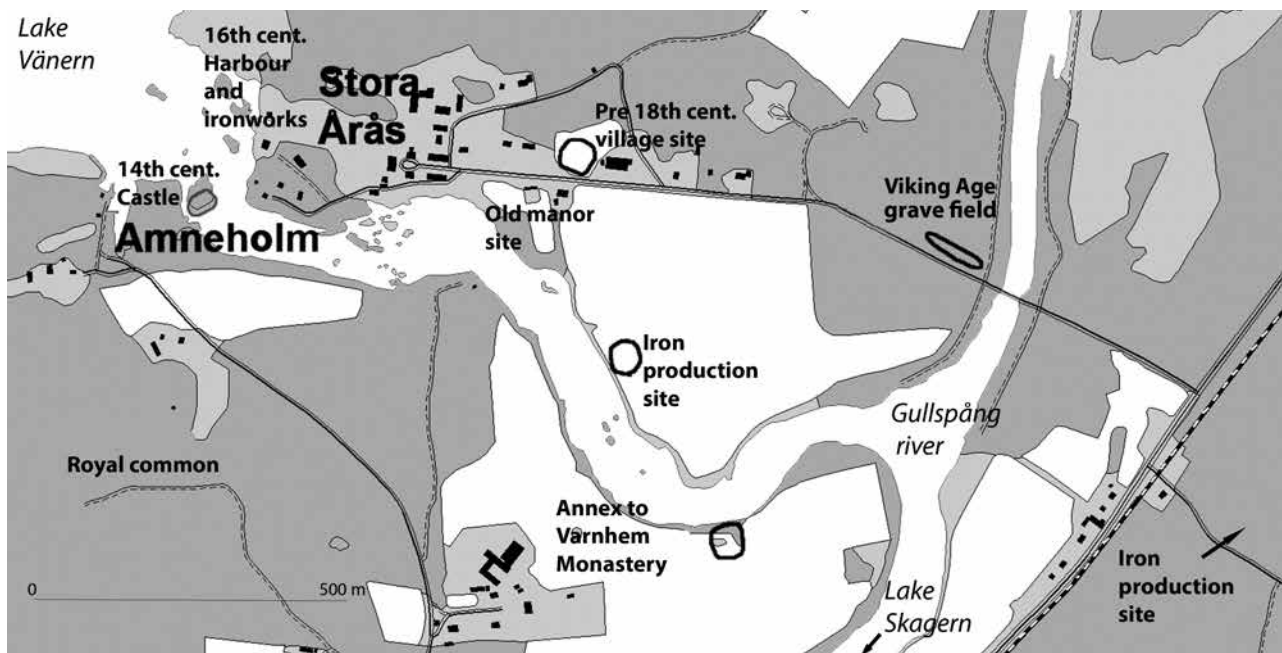 Lake
Vänern
16th cent.
Harbour
and
ironworks
Stora
Årås
Pre 18th cent.
village site
14th cent.
Castle
Amneholm
Old manor
site
Viking Age
grave field
Iron
production
site
Gullspång
river
Royal common
Annex to
Varnhem
Monastery
0 500 m
Lake
Skagern
Iron
production
site